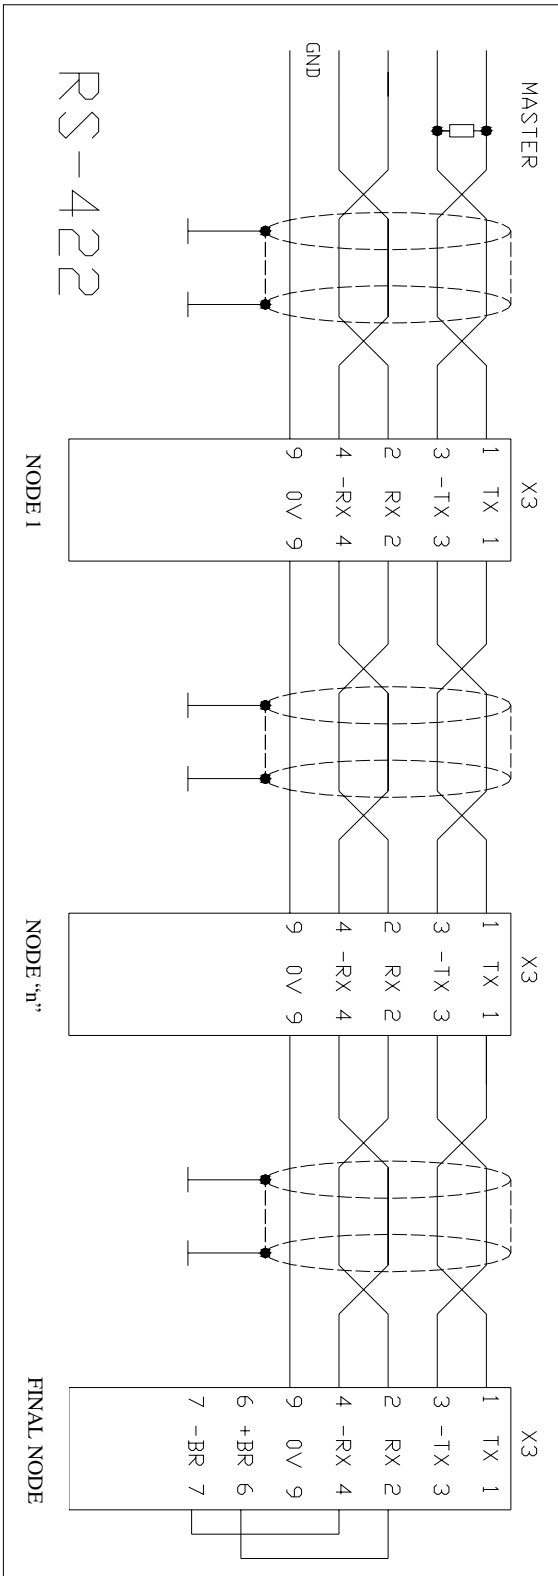 MASTER
GND
RS-422
X3
1 TX 1
3 -TX 3
2 RX 2
4 -RX 4
9 0V 9
NODE 1
X3
1 TX 1
3 -TX 3
2 RX 2
4 -RX 4
9 0V 9
NODE “n”
X3
1 TX 1
3 -TX 3
2 RX 2
4 -RX 4
9 0V 9
6 +BR 6
7 -BR 7
FINAL NODE